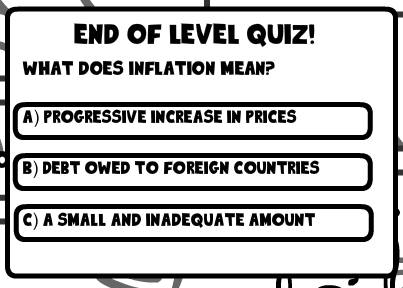 END OF LEVEL QUIZ!
WHAT DOES INFLATION MEAN?
A) PROGRESSIVE INCREASE IN PRICES
B) DEBT OWED TO FOREIGN COUNTRIES
C) A SMALL AND INADEQUATE AMOUNT